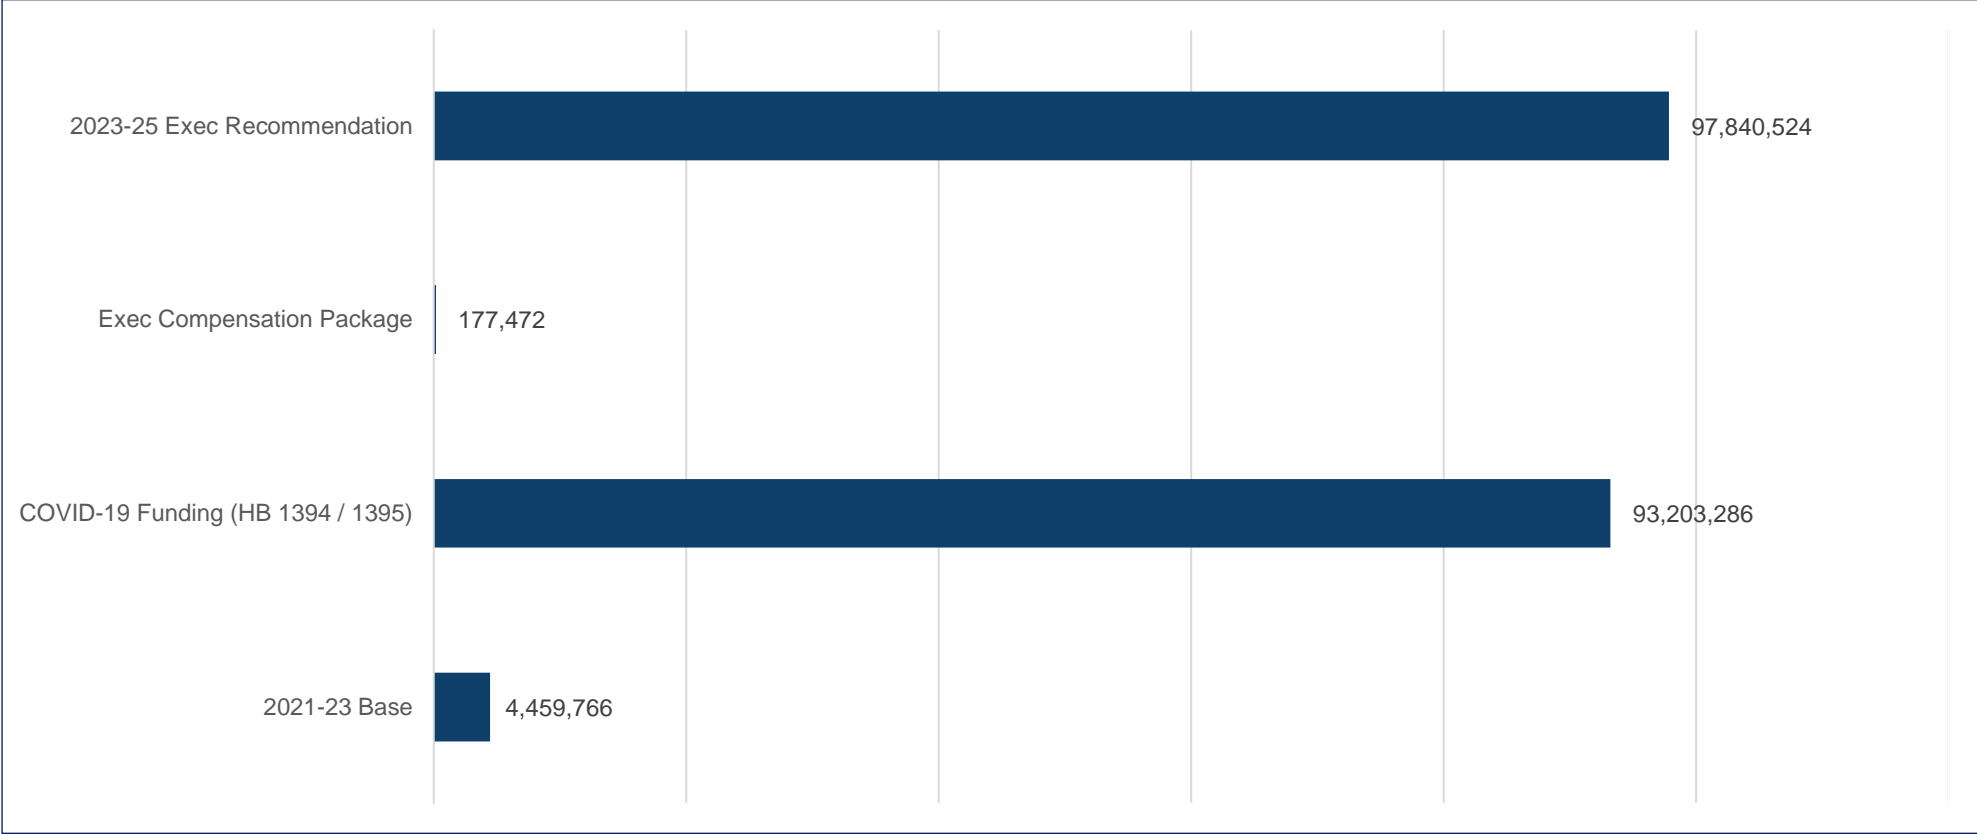 2023-25 Exec Recommendation 97,840,524
Exec Compensation Package 177,472
COVID-19 Funding (HB 1394 / 1395) 93,203,286
2021-23 Base 4,459,766